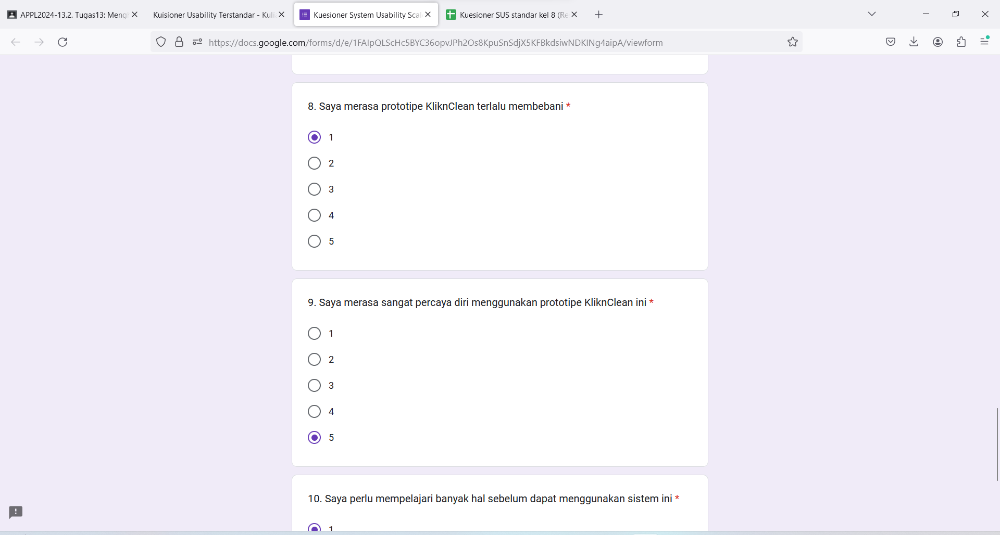 APPL2024-13.2. Tugas13: Mengh
Kuisioner Usability Terstandar - Kulia
Kuesioner System Usability Scal
Kuesioner SUS standar kel 8 (Re
https://docs.google.com/forms/d/e/1FAIpQLScHc5BYC36opvJPh2Os8KpuSnSdjX5KFBkdsiwNDKINg4aipA/viewform
8. Saya merasa prototipe KliknClean terlalu membebani *
1
2
3
4
5
9. Saya merasa sangat percaya diri menggunakan prototipe KliknClean ini *
1
2
3
4
5
10. Saya perlu mempelajari banyak hal sebelum dapat menggunakan sistem ini *
1